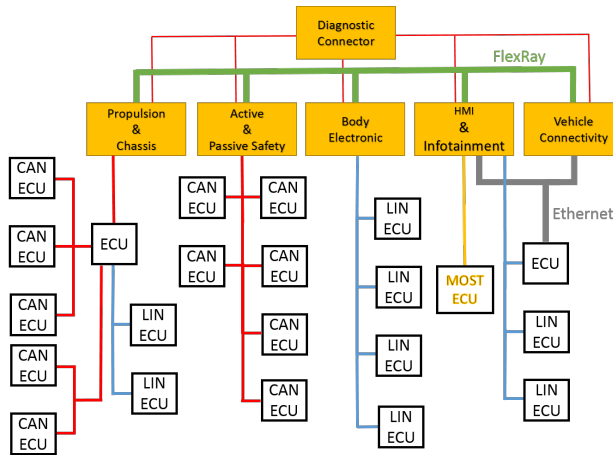 Diagnostic
Connector
FlexRay
Propulsion
&
Chassis
Active
&
Passive Safety
Body
Electronic
HMI
&
Infotainment
Vehicle
Connectivity
CAN
ECU
CAN
ECU
CAN
ECU
CAN
ECU
CAN
ECU
ECU
LIN
ECU
LIN
ECU
CAN
ECU
CAN
ECU
CAN
ECU
CAN
ECU
CAN
ECU
CAN
ECU
LIN
ECU
LIN
ECU
LIN
ECU
LIN
ECU
MOST
ECU
Ethernet
ECU
LIN
ECU
LIN
ECU